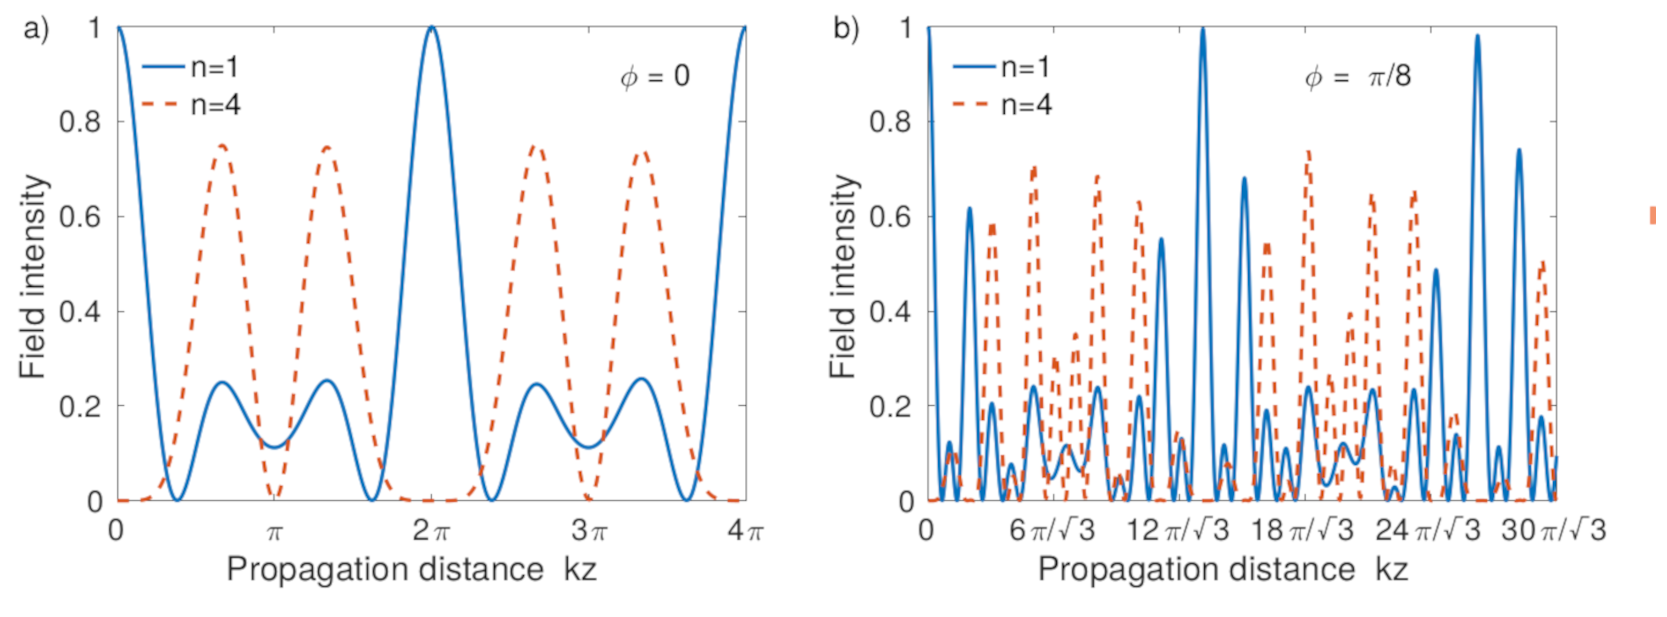 a)
1
0.8
0.6
0.4
0.2
0
n=1
n=4
ϕ = 0
Field intensity
0 π 2π 3π 4π
Propagation distance kz
b)
1
0.8
0.6
0.4
0.2
0
n=1
n=4
ϕ = π/8
Field intensity
0 6π/√3 12π/√3 18π/√3 24π/√3 30π/√3
Propagation distance kz